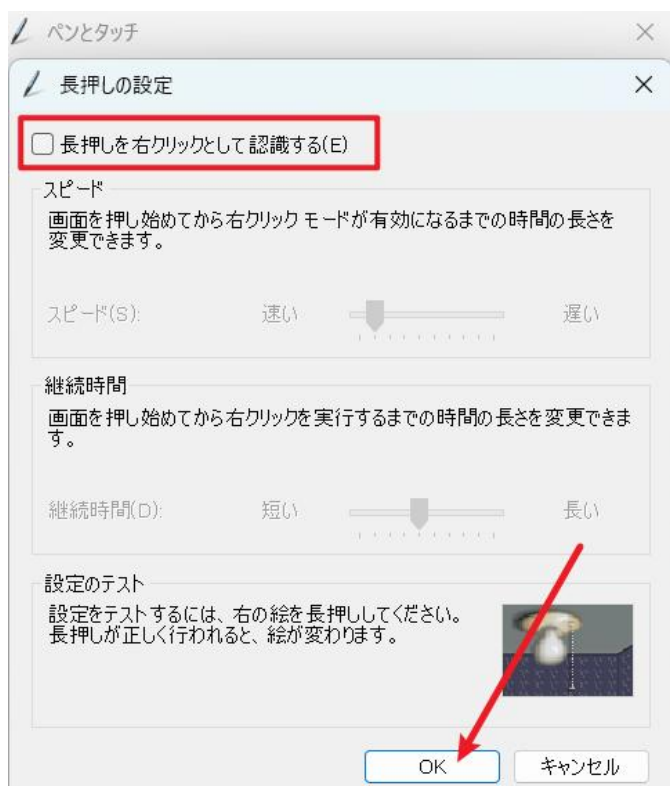 ペンとタッチ
長押しの設定
長押しを右クリックとして認識する(E)
スピード
画面を押し始めてから右クリック モードが有効になるまでの時間の長さを
変更できます。
スピード(S): 速い 遅い
継続時間
画面を押し始めてから右クリックを実行するまでの時間の長さを変更できま
す。
継続時間(D): 短い 長い
設定のテスト
設定をテストするには、右の絵を長押ししてください。
長押しが正しく行われると、絵が変わります。
OK キャンセル